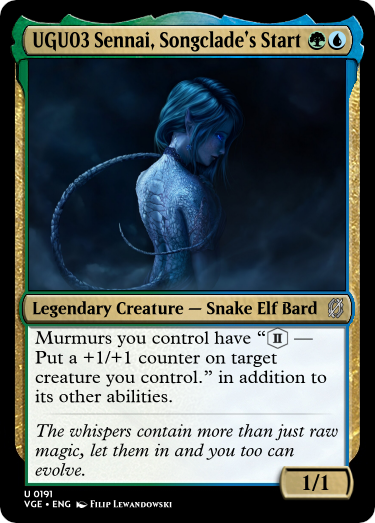 UGU03 Sennai, Songclade's Start
Legendary Creature — Snake Elf Bard
Murmurs you control have “II —
Put a +1/+1 counter on target
creature you control.” in addition to
its other abilities.
The whispers contain more than just raw
magic, let them in and you too can
evolve.
1/1
U 0191
VGE • ENG Filip Lewandowski